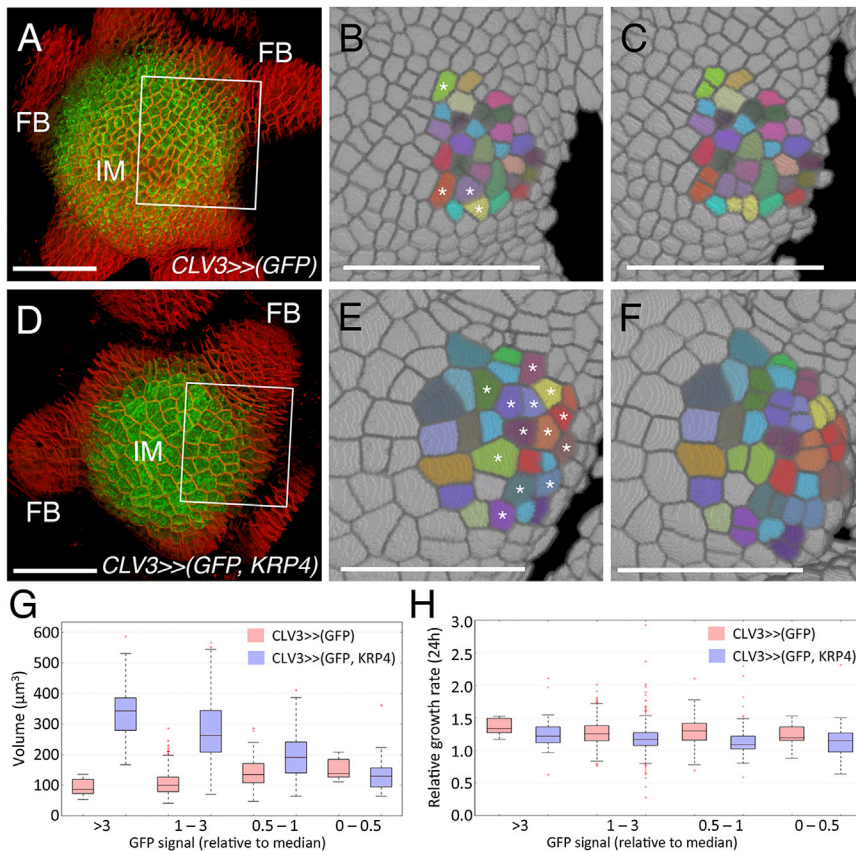 A
FB
FB
IM
CLV3>>(GFP)
B
*
*
*
*
C
D
FB
IM
FB
CLV3>>(GFP, KRP4)
E
*
*
*
*
*
*
*
*
*
*
*
*
F
G
600
500
400
300
200
100
0
Volume (µm³)
CLV3>>(GFP)
CLV3>>(GFP, KRP4)
>3
1 – 3
0.5 – 1
0 – 0.5
GFP signal (relative to median)
H
3.0
2.5
2.0
1.5
1.0
0.5
0.0
Relative growth rate (24h)
CLV3>>(GFP)
CLV3>>(GFP, KRP4)
>3
1 – 3
0.5 – 1
0 – 0.5
GFP signal (relative to median)